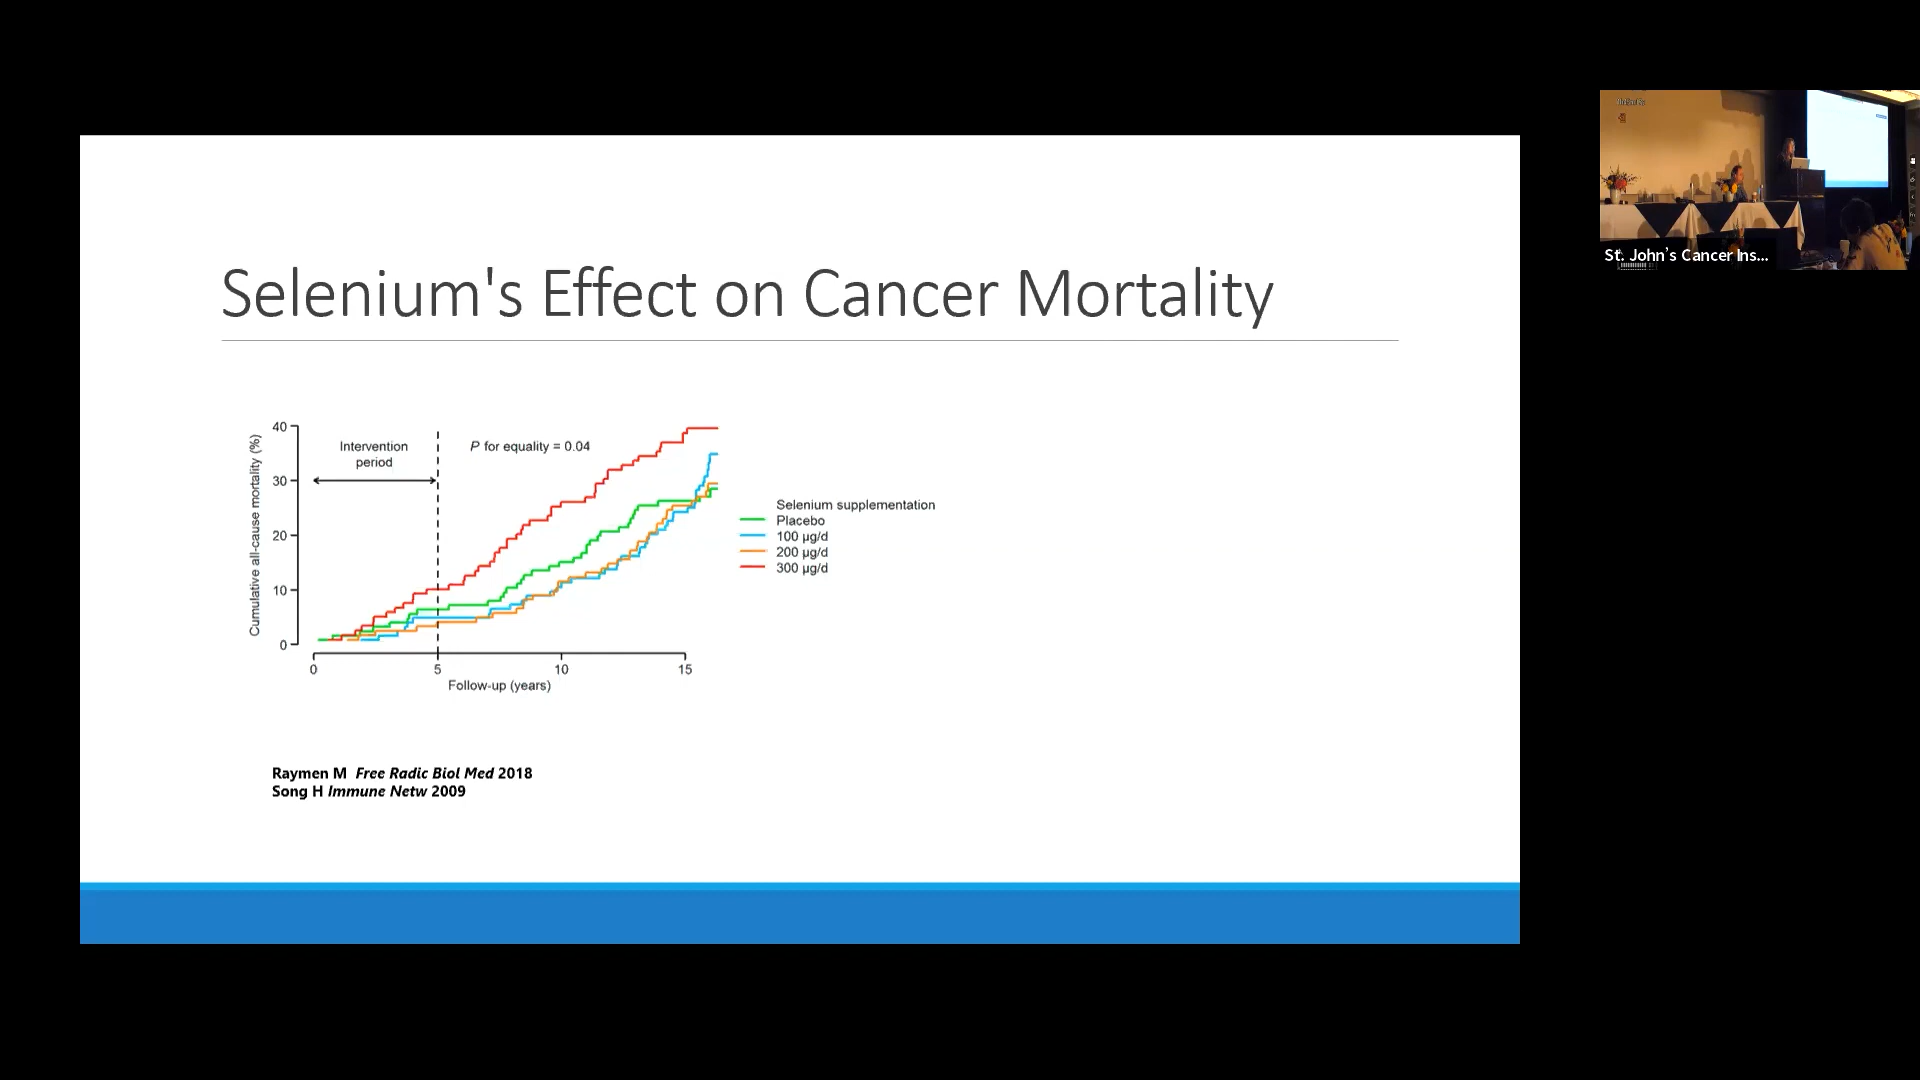 Selenium's Effect on Cancer Mortality
Cumulative all-cause mortality (%)
40
30
20
10
0
Intervention
period
P for equality = 0.04
0
5
10
15
Follow-up (years)
Selenium supplementation
Placebo
100 µg/d
200 µg/d
300 µg/d
Raymen M Free Radic Biol Med 2018
Song H Immune Netw 2009
St. John's Cancer Ins...